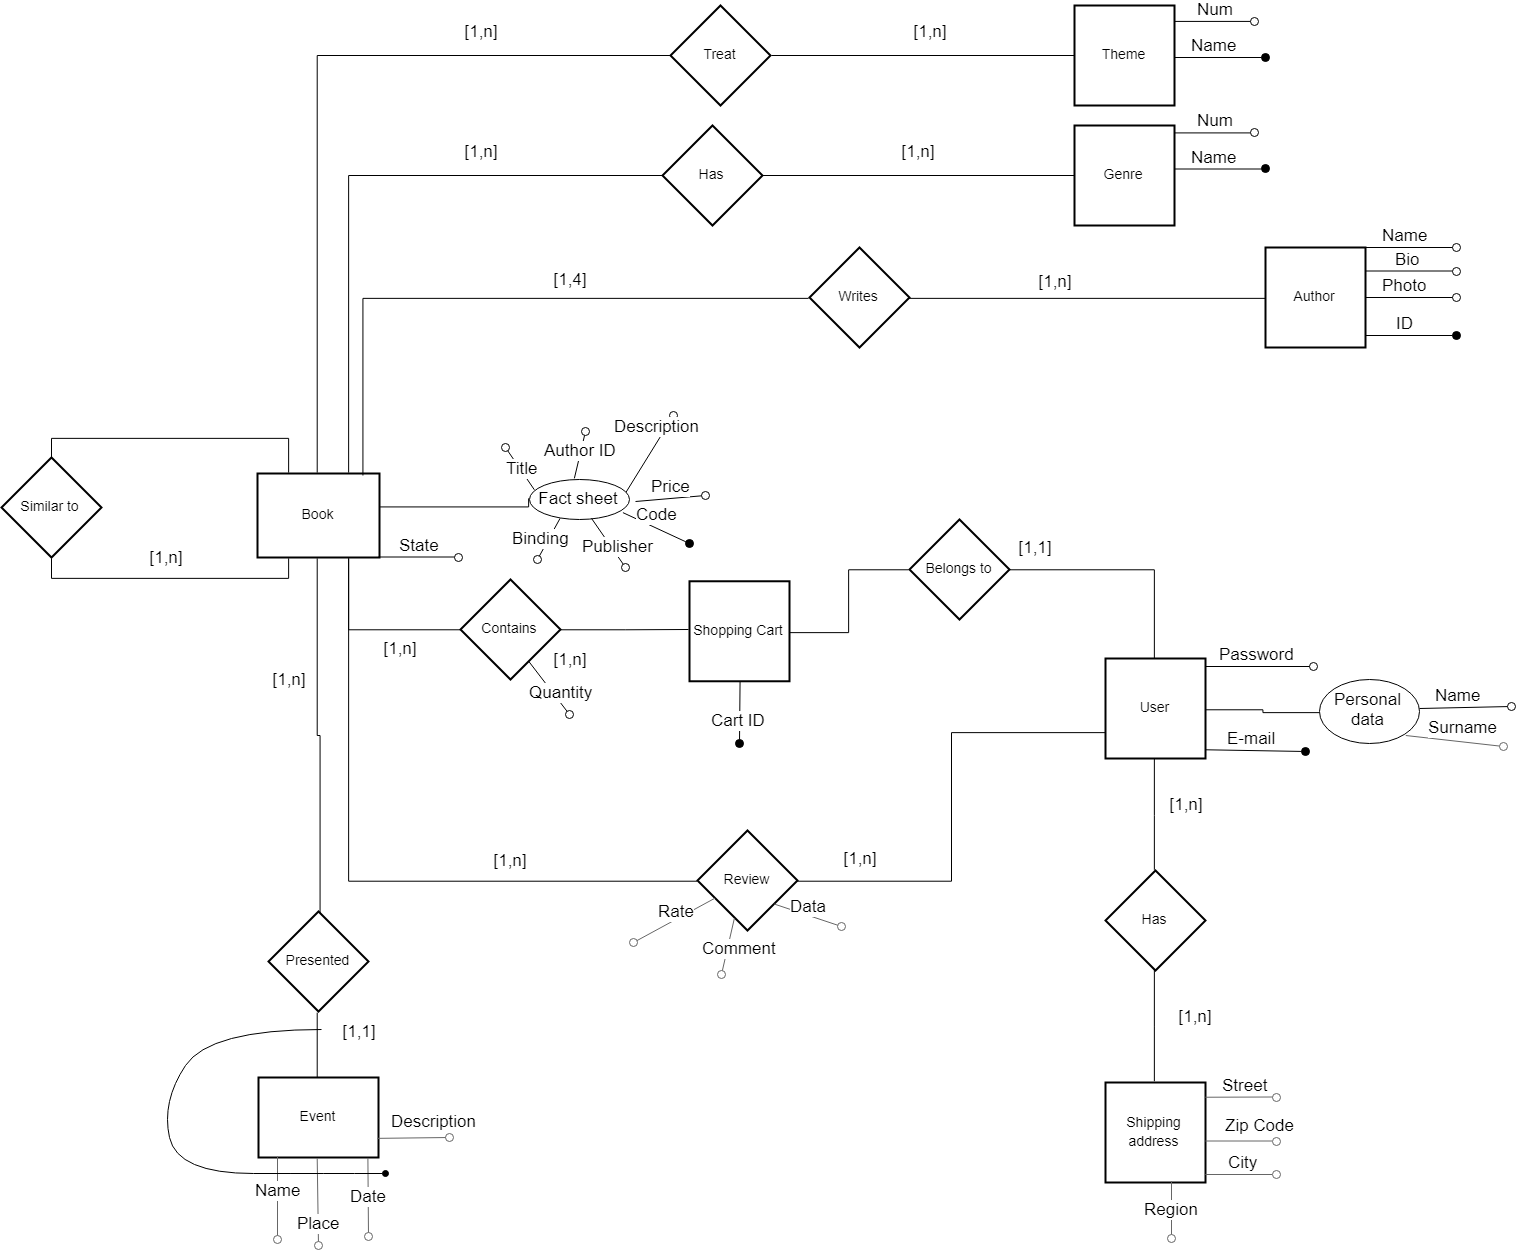 [1,n]
Treat
[1,n]
Theme
Num
Name
[1,n]
Has
[1,n]
Genre
Num
Name
[1,4]
Writes
[1,n]
Author
Name
Bio
Photo
ID
Similar to
[1,n]
Book
State
Fact sheet
Title
Author ID
Description
Price
Code
Binding
Publisher
[1,n]
Contains
[1,n]
Quantity
Shopping Cart
Cart ID
Belongs to
[1,1]
User
Password
Personal
data
Name
Surname
E-mail
[1,n]
[1,n]
Review
[1,n]
Rate
Comment
Data
[1,n]
Has
[1,n]
Presented
[1,1]
Event
Description
Name
Place
Date
Shipping
address
Street
Zip Code
City
Region